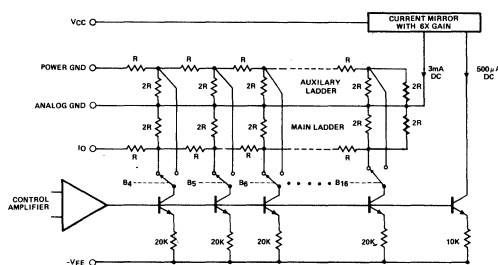 VCC
CURRENT MIRROR
WITH 6X GAIN
3mA
DC
500μA
DC
POWER GND
R R R
2R 2R 2R AUXILARY LADDER 2R 2R
ANALOG GND
2R 2R 2R MAIN LADDER 2R 2R
IO
R R R
B4 B5 B6 B16
CONTROL
AMPLIFIER
20K 20K 20K 20K 10K
-VEE